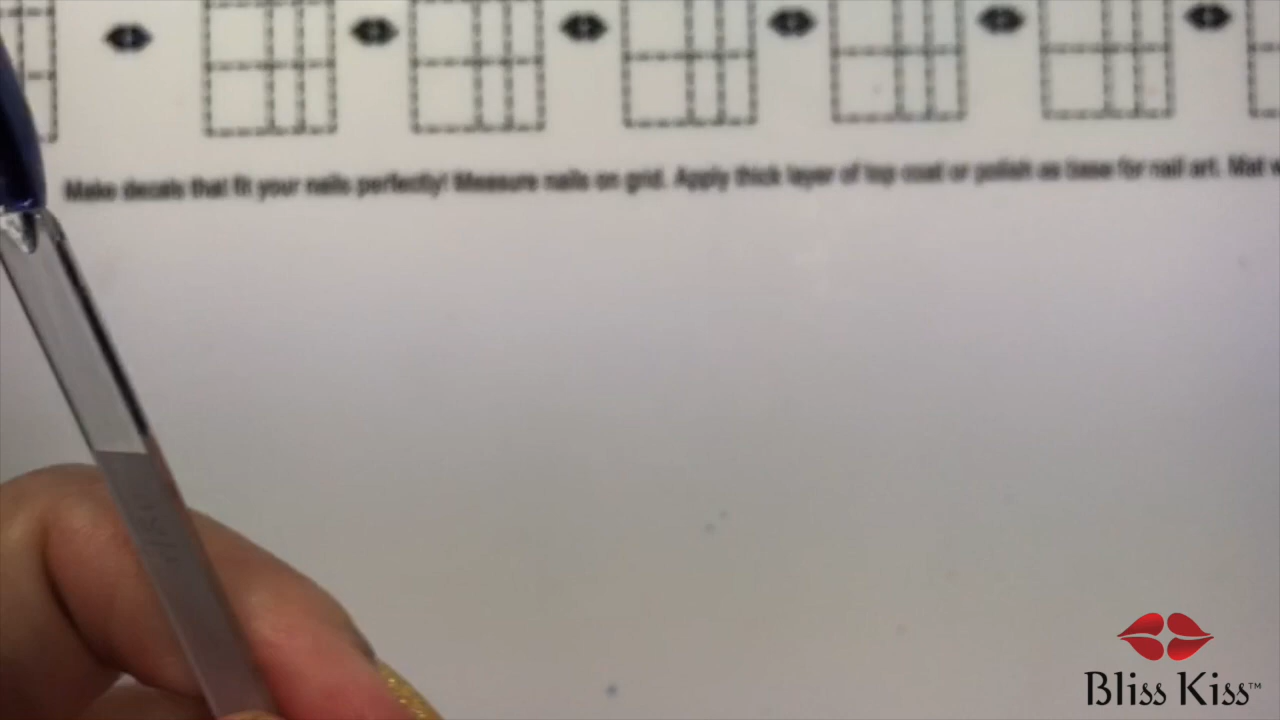 Make decals that fit your nails perfectly! Measure nails on grid. Apply thick layer of top coat or polish as base for nail art. Mat
Bliss Kiss™